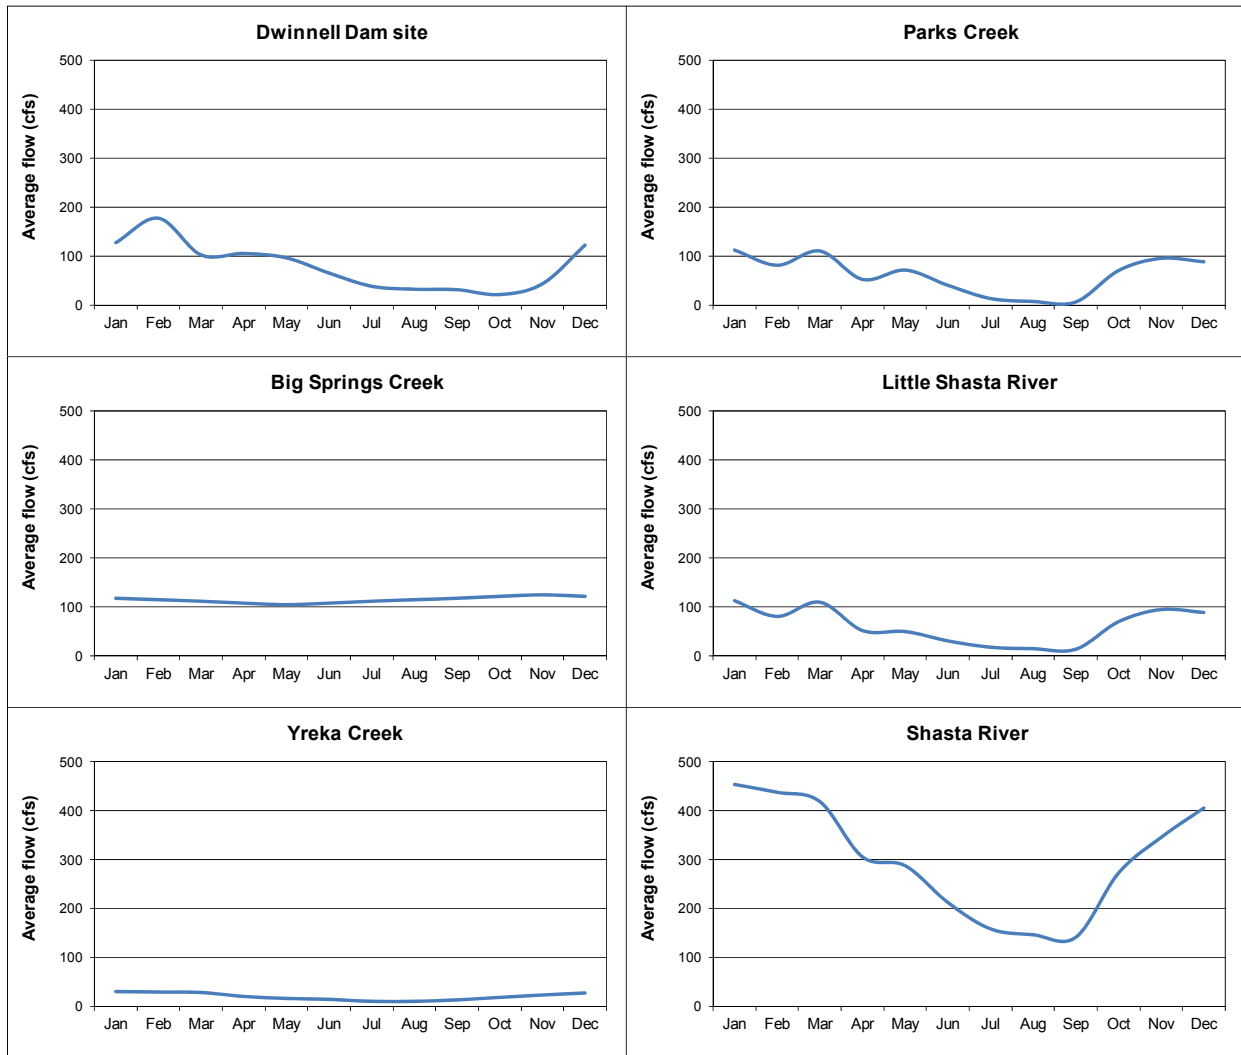 Dwinnell Dam site
Average flow (cfs)
500
400
300
200
100
0
Jan Feb Mar Apr May Jun Jul Aug Sep Oct Nov Dec
Parks Creek
Average flow (cfs)
500
400
300
200
100
0
Jan Feb Mar Apr May Jun Jul Aug Sep Oct Nov Dec
Big Springs Creek
Average flow (cfs)
500
400
300
200
100
0
Jan Feb Mar Apr May Jun Jul Aug Sep Oct Nov Dec
Little Shasta River
Average flow (cfs)
500
400
300
200
100
0
Jan Feb Mar Apr May Jun Jul Aug Sep Oct Nov Dec
Yreka Creek
Average flow (cfs)
500
400
300
200
100
0
Jan Feb Mar Apr May Jun Jul Aug Sep Oct Nov Dec
Shasta River
Average flow (cfs)
500
400
300
200
100
0
Jan Feb Mar Apr May Jun Jul Aug Sep Oct Nov Dec